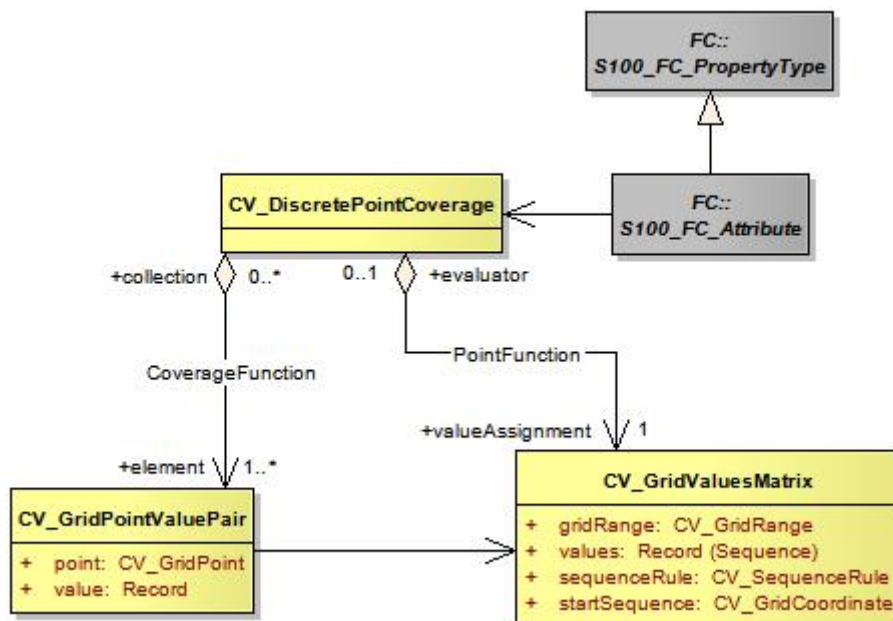 FC::
S100_FC_PropertyType
FC::
S100_FC_Attribute
CV_DiscretePointCoverage
+collection 0..*
0..1 +evaluator
CoverageFunction
PointFunction
+valueAssignment 1
+element 1..*
CV_GridPointValuePair
+ point: CV_GridPoint
+ value: Record
CV_GridValuesMatrix
+ gridRange: CV_GridRange
+ values: Record (Sequence)
+ sequenceRule: CV_SequenceRule
+ startSequence: CV_GridCoordinate